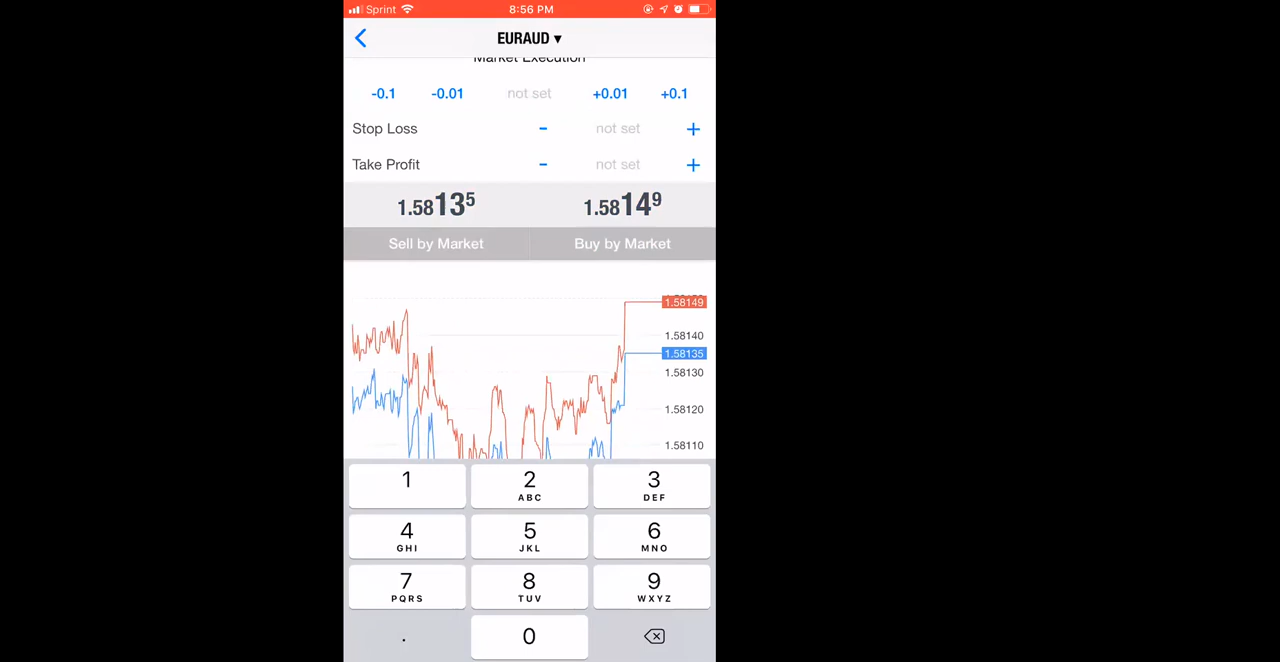 Sprint 8:56 PM
EURAUD ▾
Market Execution
-0.1 -0.01 not set +0.01 +0.1
Stop Loss - not set +
Take Profit - not set +
1.58135 1.58149
Sell by Market Buy by Market
1.58149
1.58140
1.58135
1.58130
1.58120
1.58110
1 2 3
ABC DEF
4 5 6
GHI JKL MNO
7 8 9
PQRS TUV WXYZ
. 0